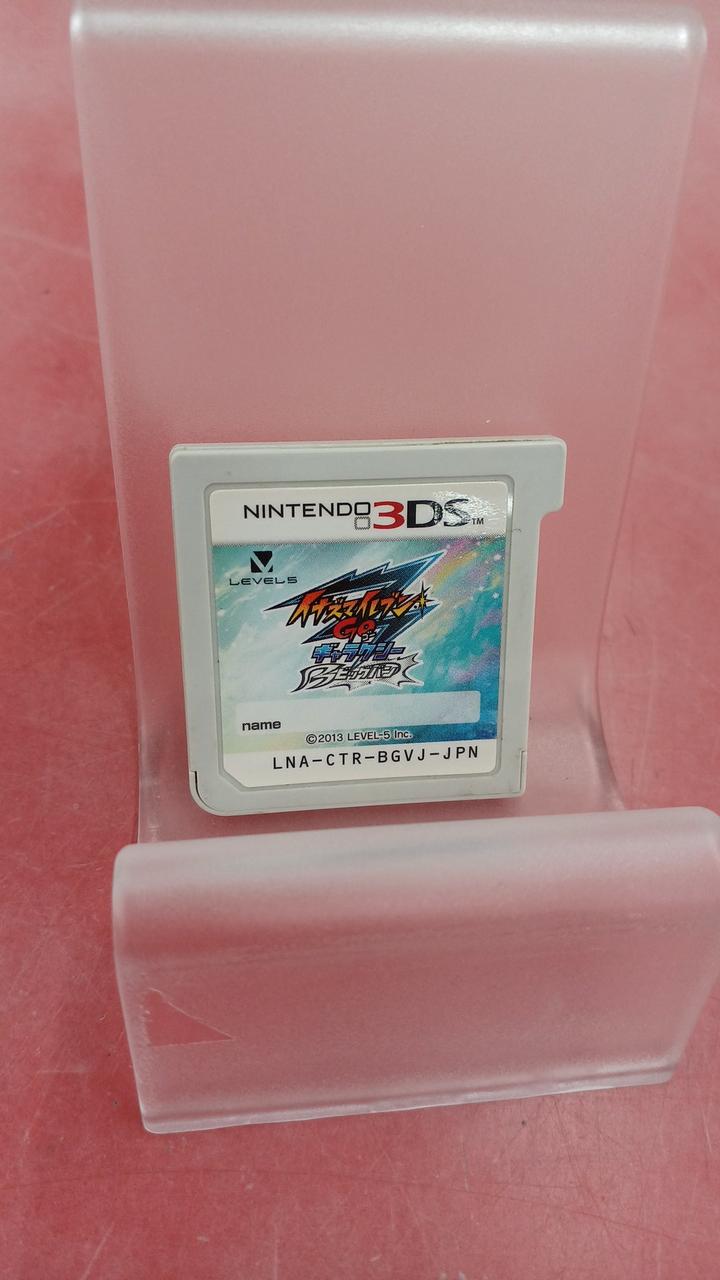 NINTENDO 3DS™
LEVEL5
イナズマイレブン
GO
ギャラクシー
ビッグバン
name
©2013 LEVEL-5 Inc.
LNA-CTR-BGVJ-JPN